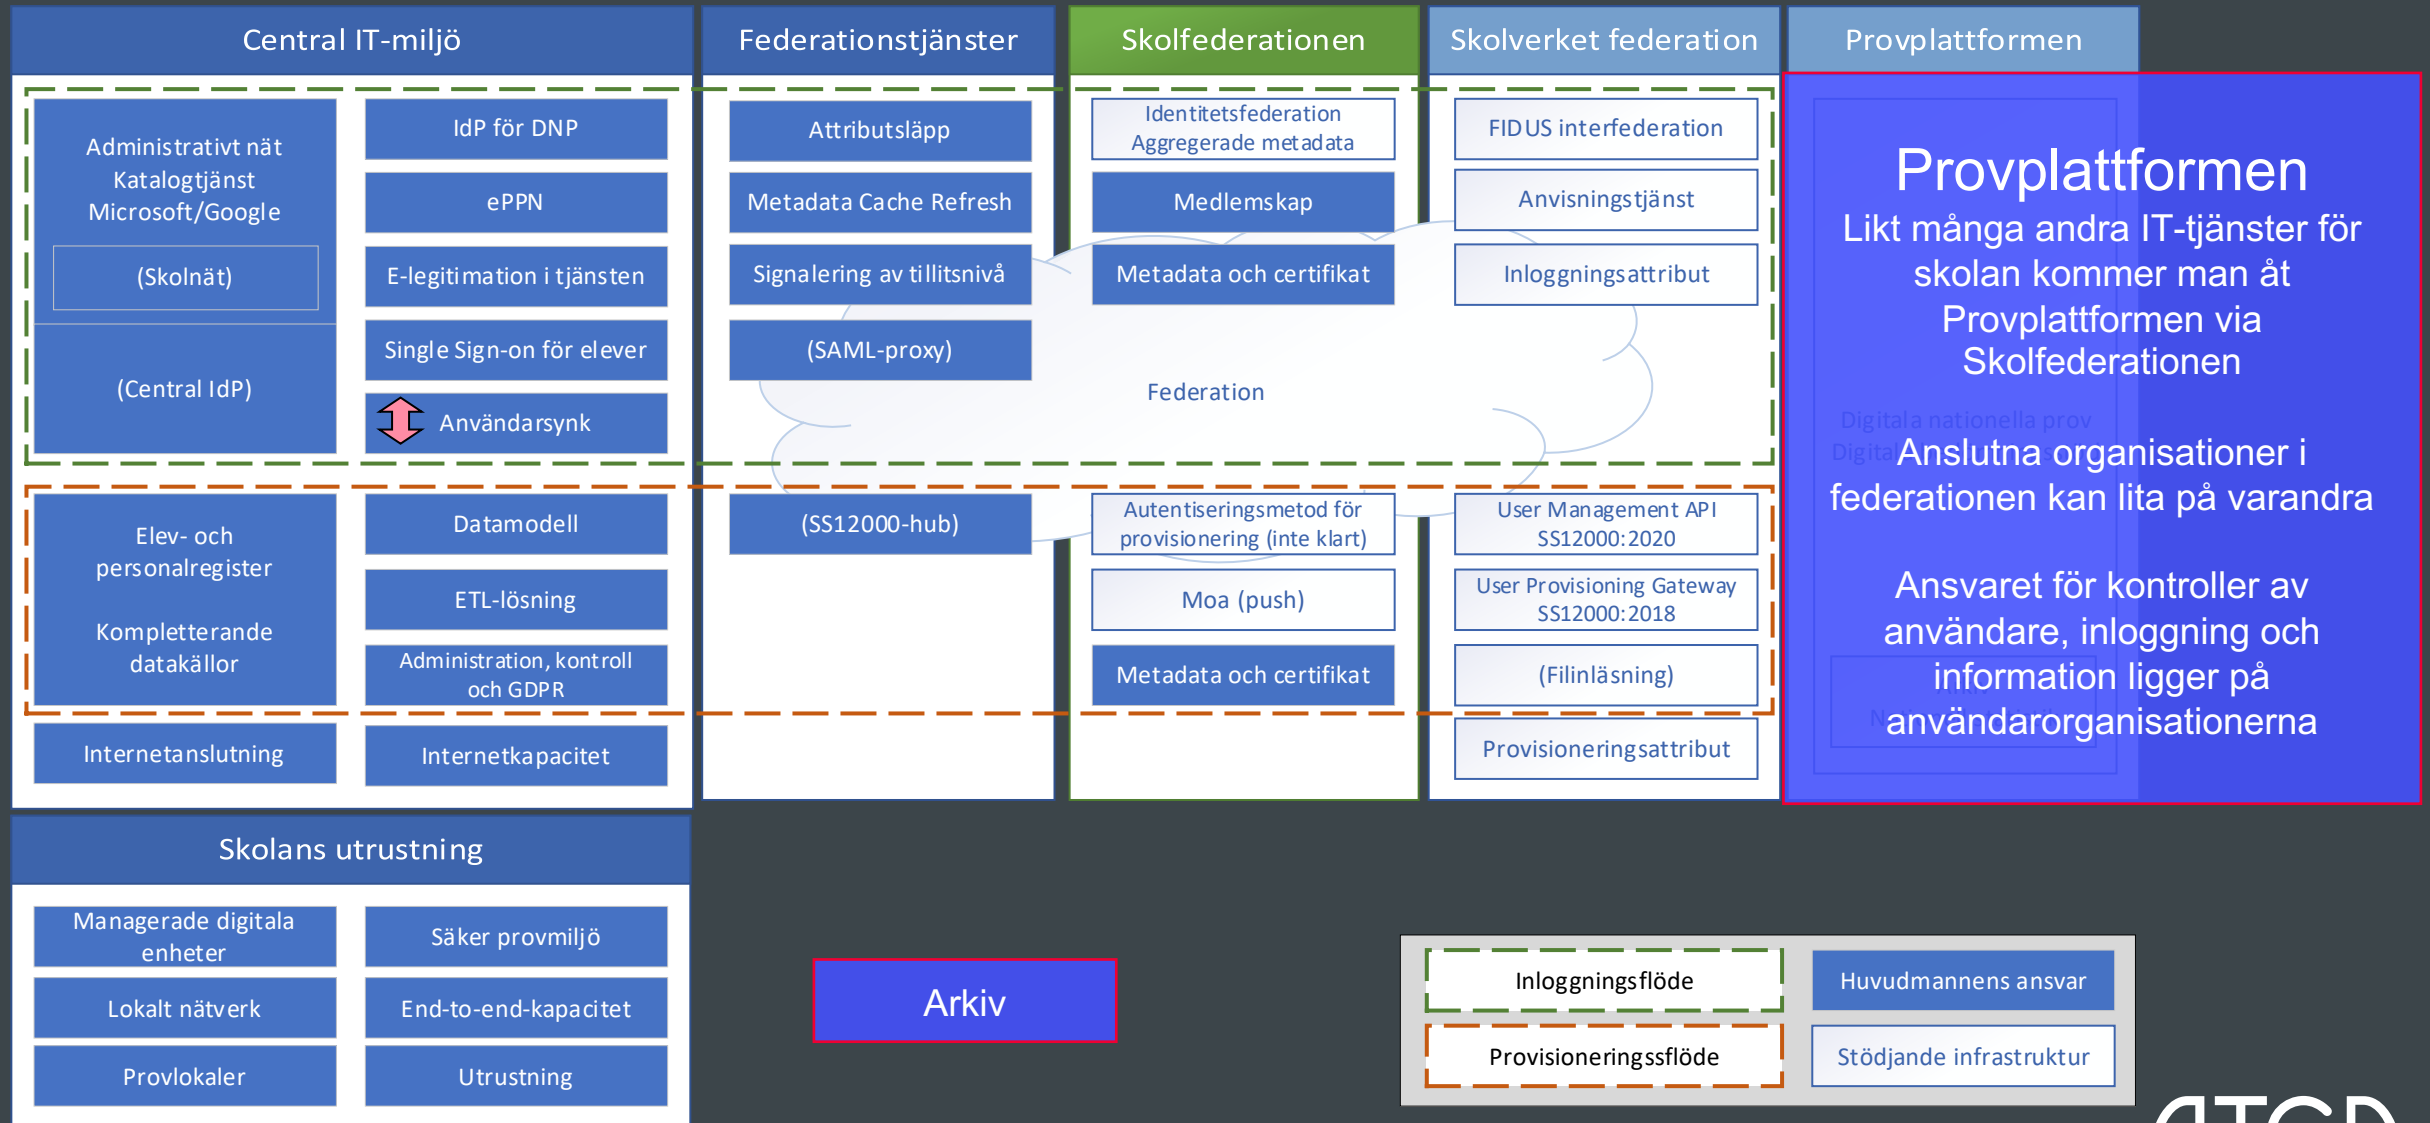 Central IT-miljö
Administrativt nät
Katalogtjänst
Microsoft/Google
(Skolnät)
(Central IdP)
IdP för DNP
ePPN
E-legitimation i tjänsten
Single Sign-on för elever
Användarsynk
Elev- och
personalregister
Kompletterande
datakällor
Datamodell
ETL-lösning
Administration, kontroll
och GDPR
Internetanslutning
Internetkapacitet
Federationstjänster
Attributsläpp
Metadata Cache Refresh
Signalering av tillitsnivå
(SAML-proxy)
(SS12000-hub)
Skolfederationen
Identitetsfederation
Aggregerade metadata
Medlemskap
Metadata och certifikat
Federation
Autentiseringsmetod för
provisionering (inte klart)
Moa (push)
Metadata och certifikat
Skolverket federation
FIDUS interfederation
Anvisningstjänst
Inloggningsattribut
User Management API
SS12000:2020
User Provisioning Gateway
SS12000:2018
(Filinläsning)
Provisioneringsattribut
Provplattformen
Provplattformen
Likt många andra IT-tjänster för
skolan kommer man åt
Provplattformen via
Skolfederationen
Digitala nationella prov
Anslutna organisationer i
federationen kan lita på varandra
Ansvaret för kontroller av
användare, inloggning och
information ligger på
användarorganisationerna
Skolans utrustning
Managerade digitala
enheter
Säker provmiljö
Lokalt nätverk
End-to-end-kapacitet
Provlokaler
Utrustning
Arkiv
Inloggningsflöde
Huvudmannens ansvar
Provisioneringssflöde
Stödjande infrastruktur